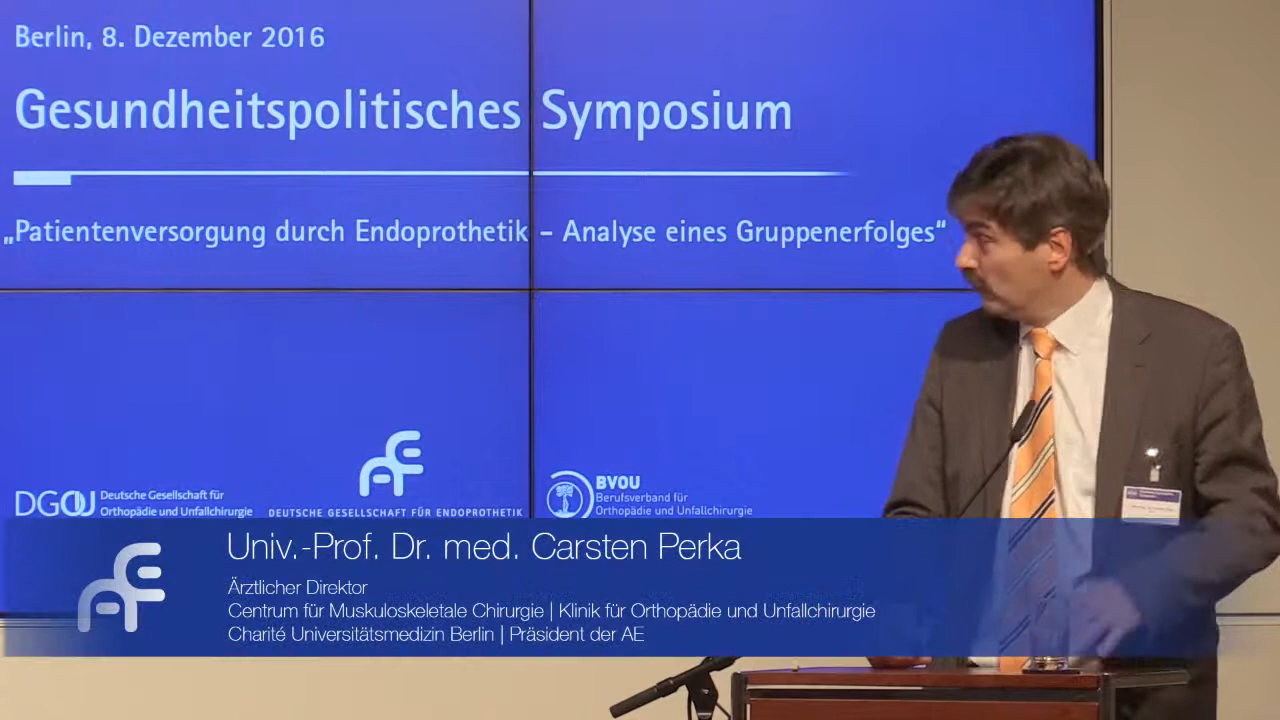 Berlin, 8. Dezember 2016
Gesundheitspolitisches Symposium
„Patientenversorgung durch Endoprothetik – Analyse eines Gruppenerfolges“
AE
DGOU Deutsche Gesellschaft für
Orthopädie und Unfallchirurgie
DEUTSCHE GESELLSCHAFT FÜR ENDOPROTHETIK
BVOU
Berufsverband für
Orthopädie und Unfallchirurgie
AE
Univ.-Prof. Dr. med. Carsten Perka
Ärztlicher Direktor
Centrum für Muskuloskeletale Chirurgie | Klinik für Orthopädie und Unfallchirurgie
Charité Universitätsmedizin Berlin | Präsident der AE